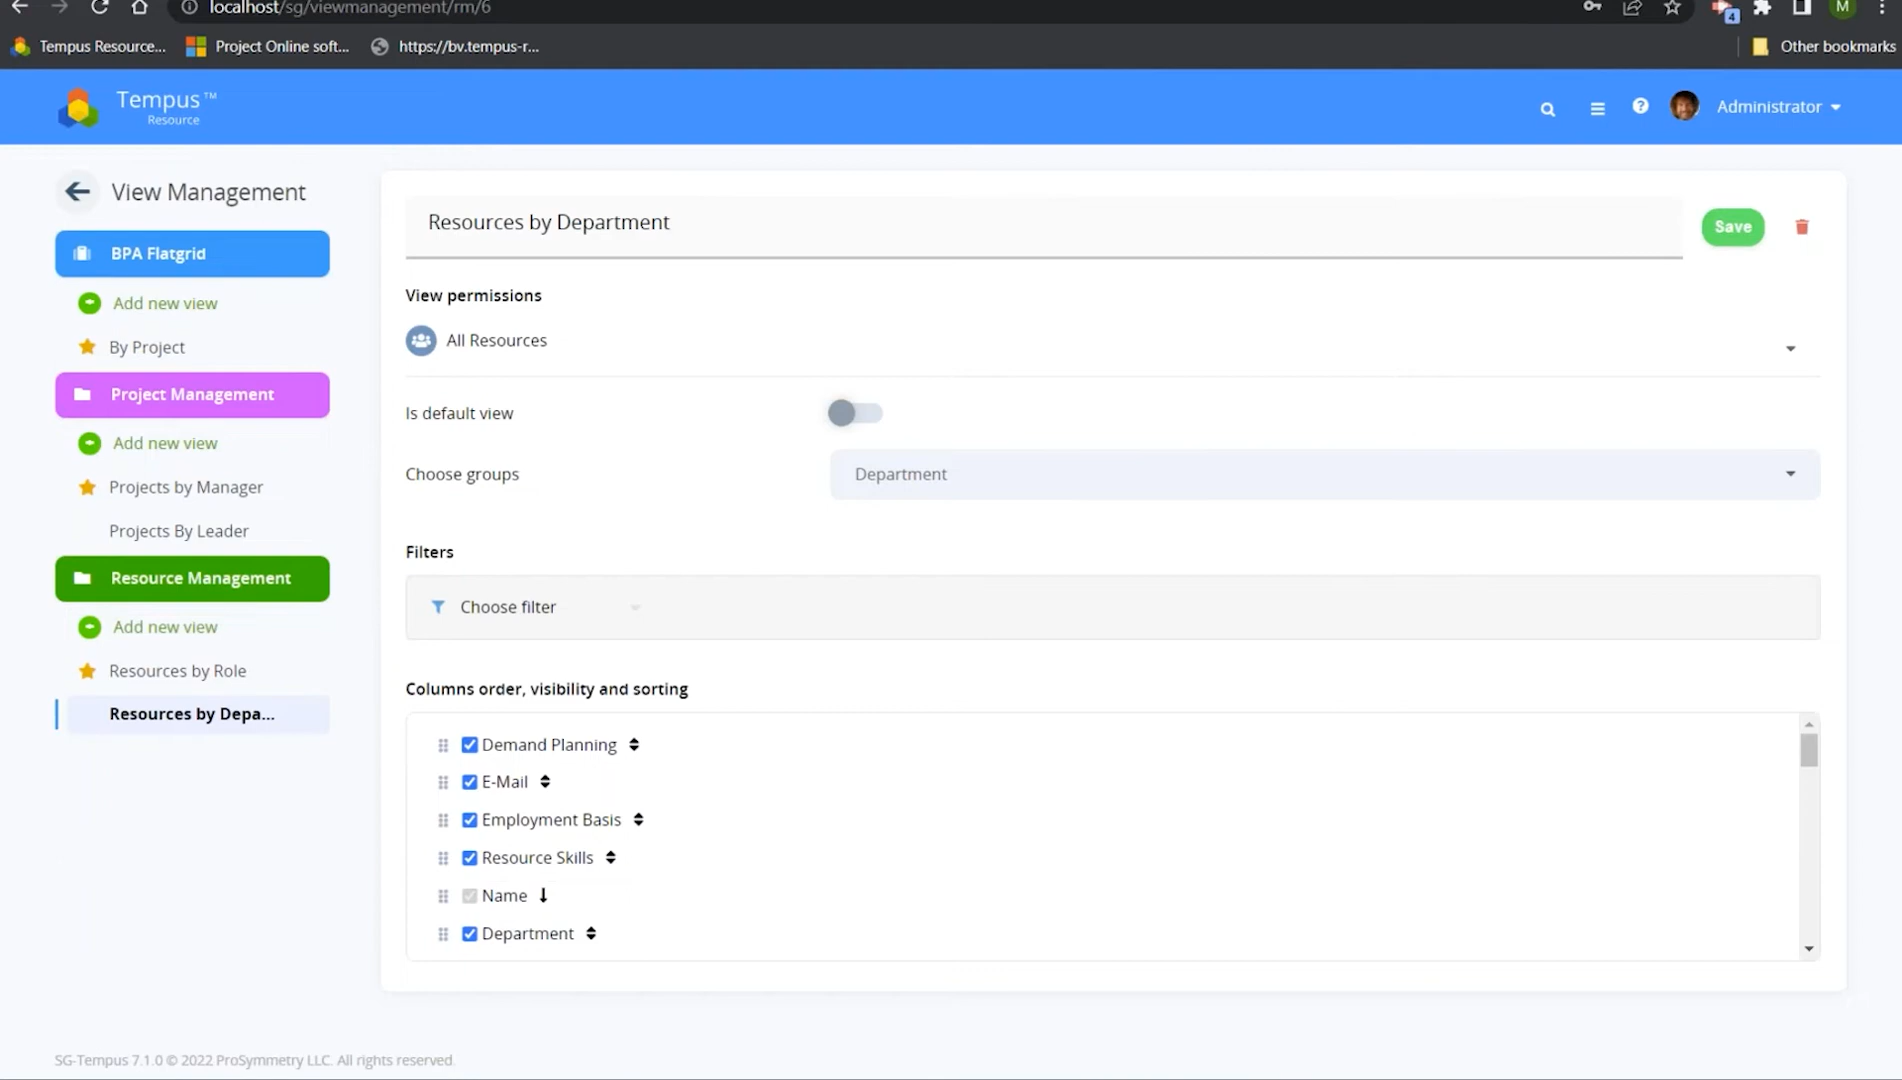 localhost/sg/viewmanagement/rm/6
4
M
Tempus Resource...
Project Online soft...
https://bv.tempus-r...
Other bookmarks
Tempus ™
Resource
Administrator
View Management
BPA Flatgrid
Add new view
By Project
Project Management
Add new view
Projects by Manager
Projects By Leader
Resource Management
Add new view
Resources by Role
Resources by Depa...
Resources by Department
Save
View permissions
All Resources
Is default view
Choose groups
Department
Filters
Choose filter
Columns order, visibility and sorting
Demand Planning
E-Mail
Employment Basis
Resource Skills
Name
Department
SG-Tempus 7.1.0 © 2022 ProSymmetry LLC. All rights reserved.